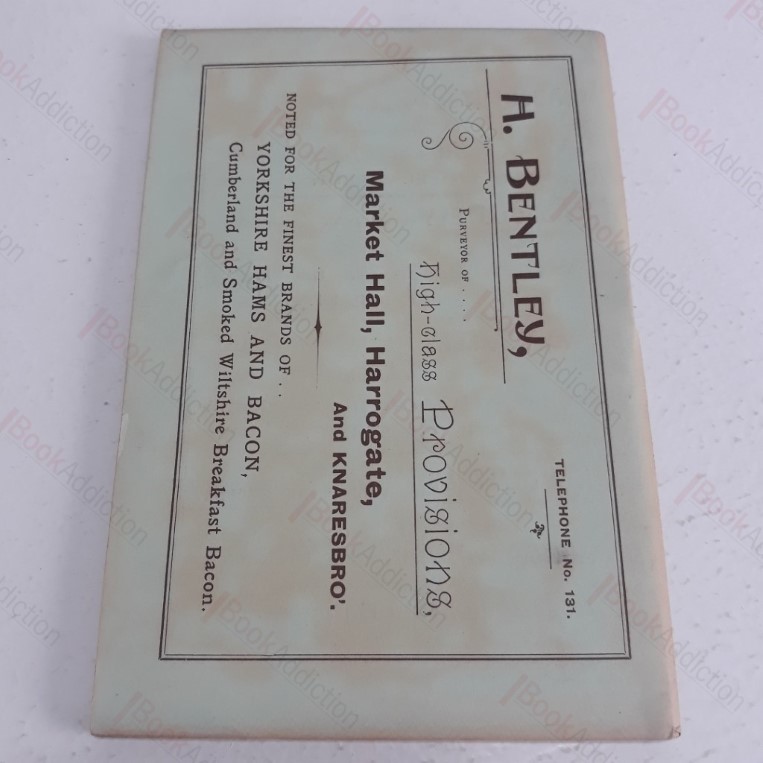 TELEPHONE No. 131.
H. BENTLEY,
PURVEYOR OF . . . .
High-class Provisions,
Market Hall, Harrogate,
And KNARESBRO'.
NOTED FOR THE FINEST BRANDS OF . .
YORKSHIRE HAMS AND BACON,
Cumberland and Smoked Wiltshire Breakfast Bacon.
BookAddiction